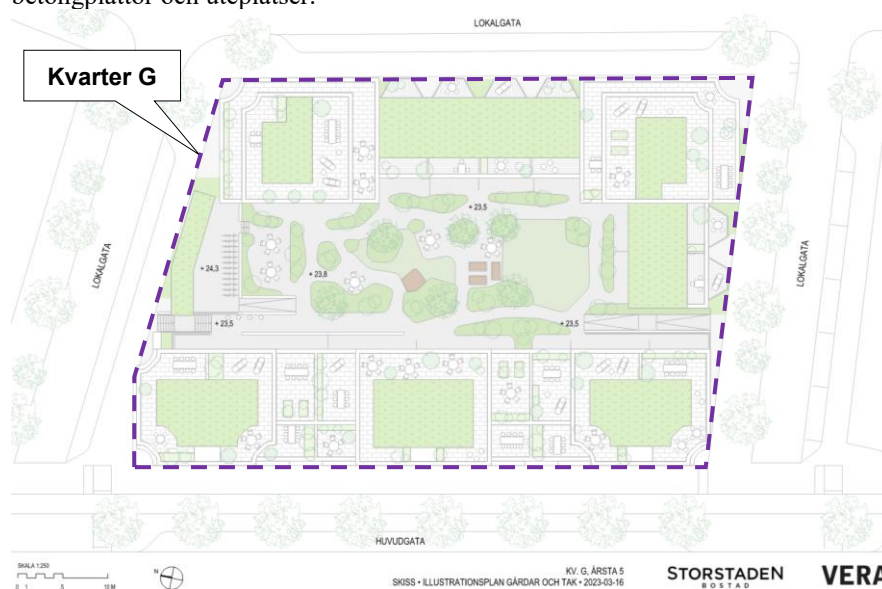 betongplattor och uteplatser.
LOKALGATA
Kvarter G
LOKALGATA
LOKALGATA
+ 23,5
+ 24,3
+ 23,8
+ 23,5
+ 23,5
HUVUDGATA
SKALA 1:250
0 1 5 10 M
N
KV. G, ÅRSTA 5
SKISS • ILLUSTRATIONSPLAN GÅRDAR OCH TAK • 2023-03-16
STORSTADEN
BOSTAD
VERA